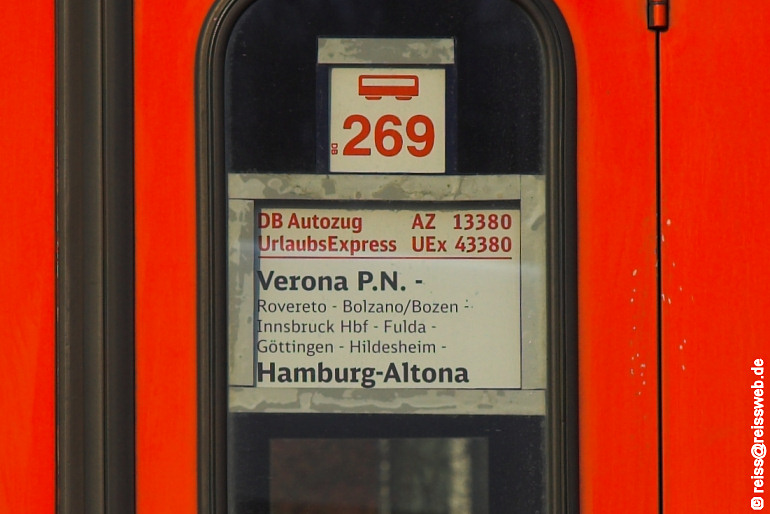 DB 269
DB Autozug AZ 13380
UrlaubsExpress UEx 43380
Verona P.N. -
Rovereto - Bolzano/Bozen -
Innsbruck Hbf - Fulda -
Göttingen - Hildesheim -
Hamburg-Altona
© reiss@reissweb.de